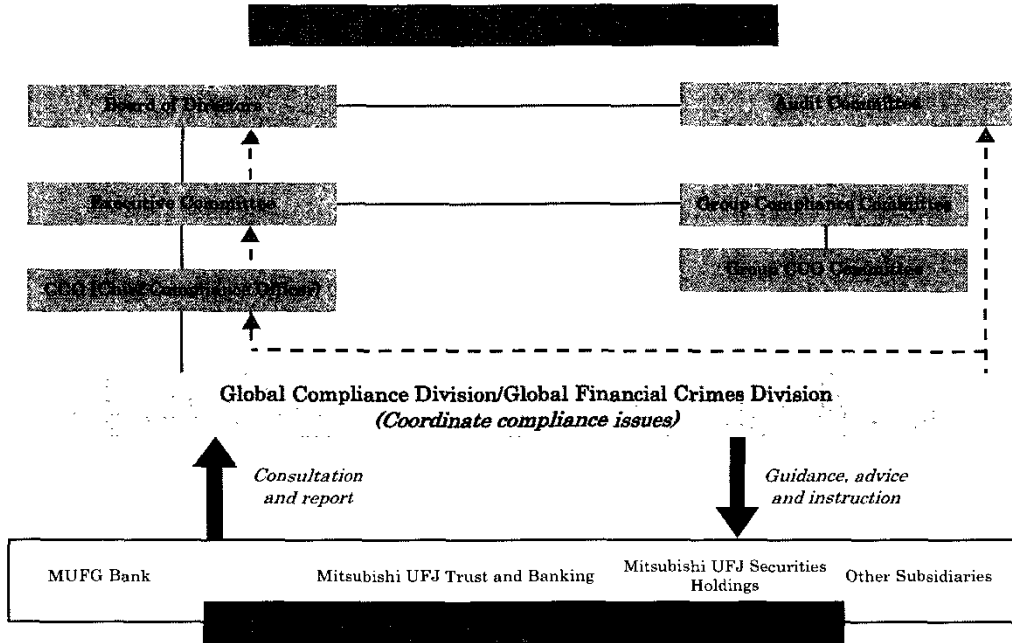 Board of Directors
Audit Committee
Executive Committee
Group Compliance Committee
Group CCO Committee
CCO (Chief Compliance Officer)
Global Compliance Division/Global Financial Crimes Division
(Coordinate compliance issues)
Consultation
and report
Guidance, advice
and instruction
MUFG Bank
Mitsubishi UFJ Trust and Banking
Mitsubishi UFJ Securities
Holdings
Other Subsidiaries